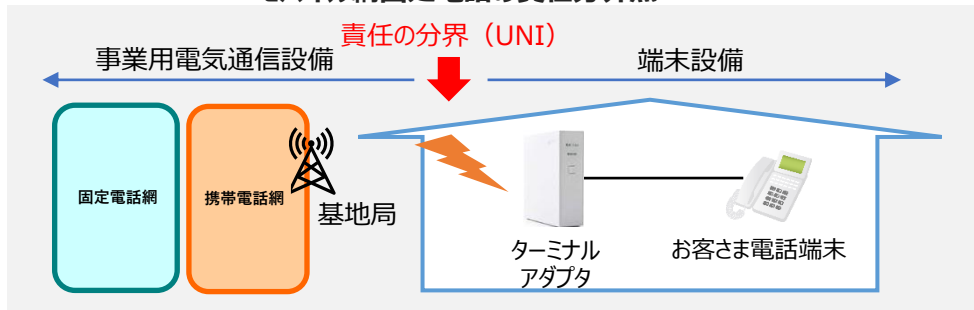 責任の分界（UNI）
事業用電気通信設備
端末設備
固定電話網
携帯電話網
基地局
ターミナル
アダプタ
お客さま電話端末